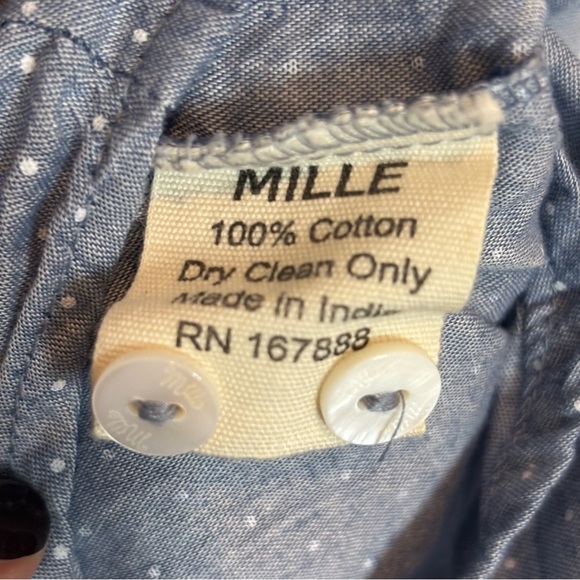 MILLE
100% Cotton
Dry Clean Only
Made in India
RN 167888